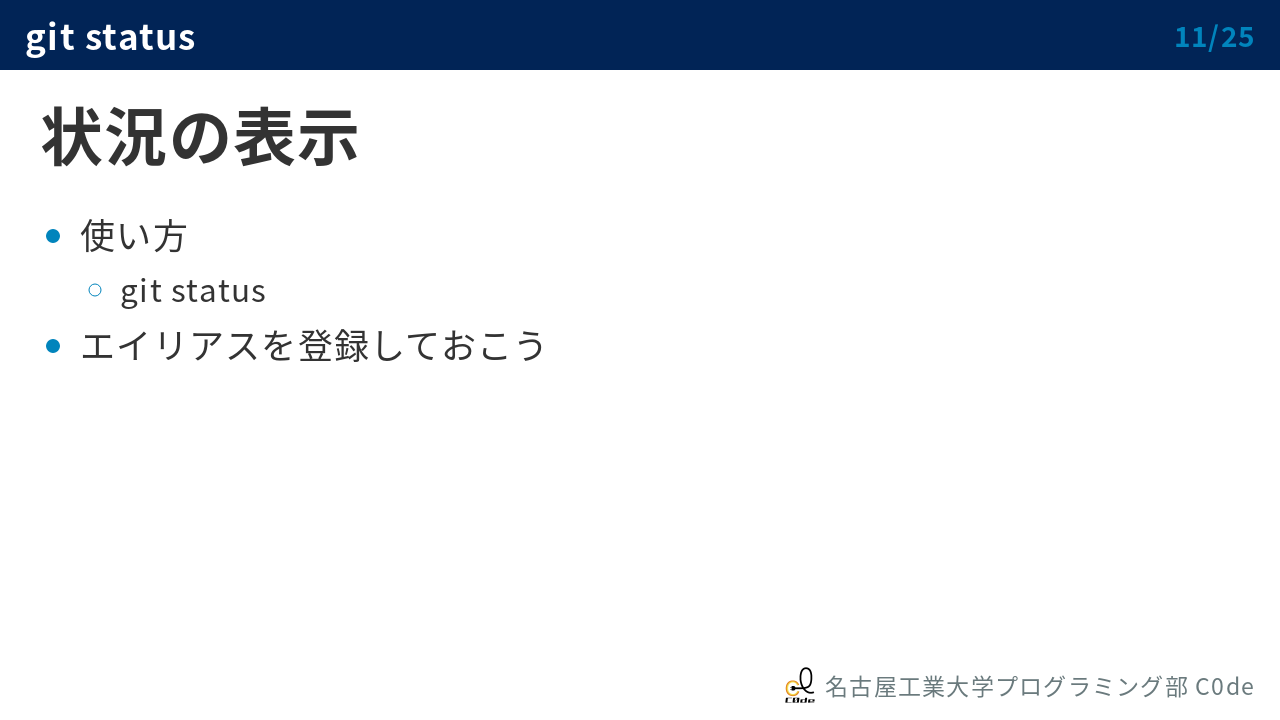 git status
11/25
状況の表示
使い方
git status
エイリアスを登録しておこう
C0de
名古屋工業大学プログラミング部 C0de